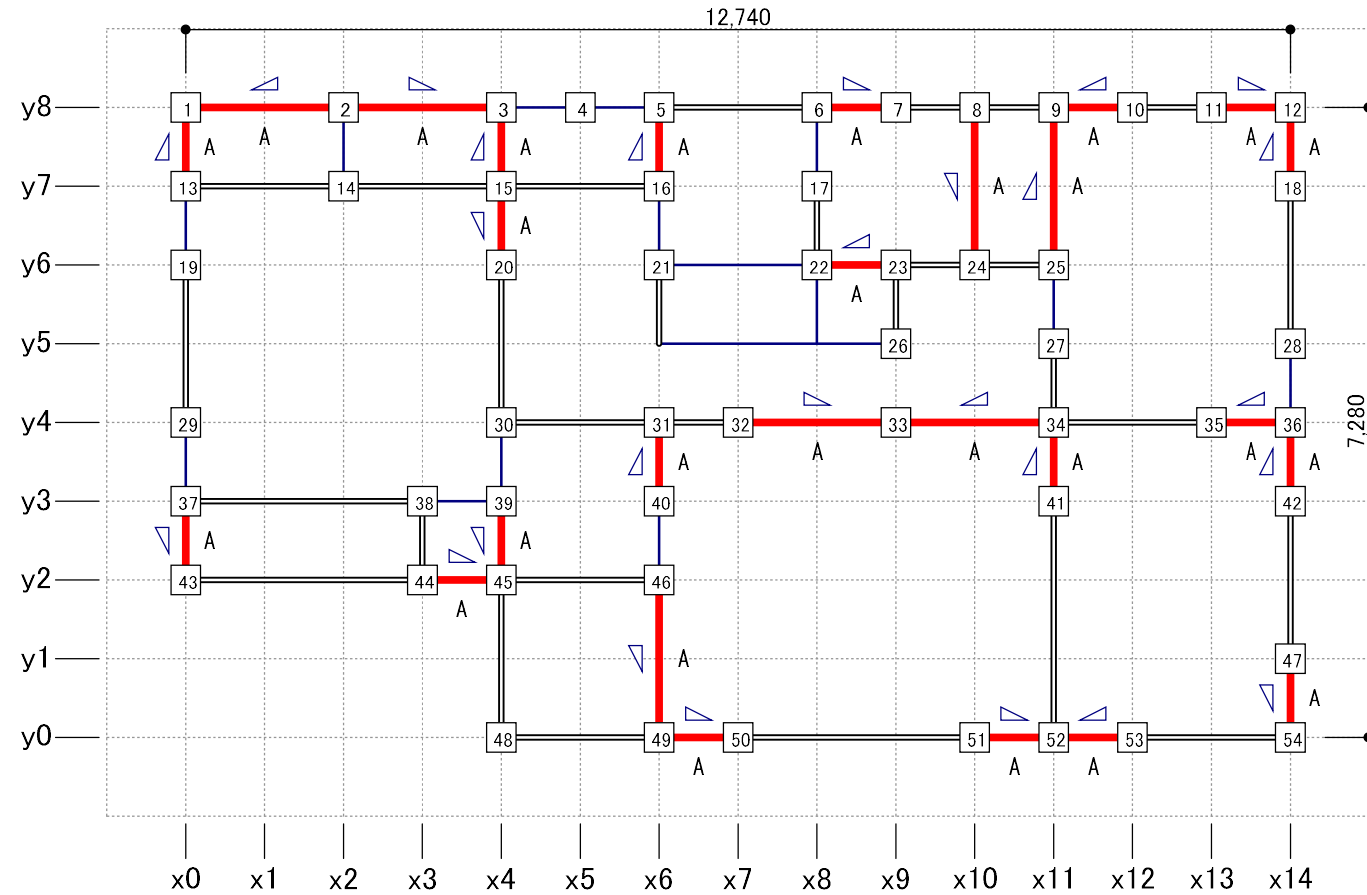 12,740
y8 1 2 3 4 5 6 7 8 9 10 11 12
A A A A A
A A A A A A
y7 13 14 15 16 17 18
A
y6 19 20 21 22 23 24 25
A
y5 26 27 28
y4 29 30 31 32 33 34 35 36
7,280
A A A
A A A
y3 37 38 39 40 41 42
A A
y2 43 44 45 46
A
y1 A 47
A
y0 48 49 50 51 52 53 54
A A A
x0 x1 x2 x3 x4 x5 x6 x7 x8 x9 x10 x11 x12 x13 x14